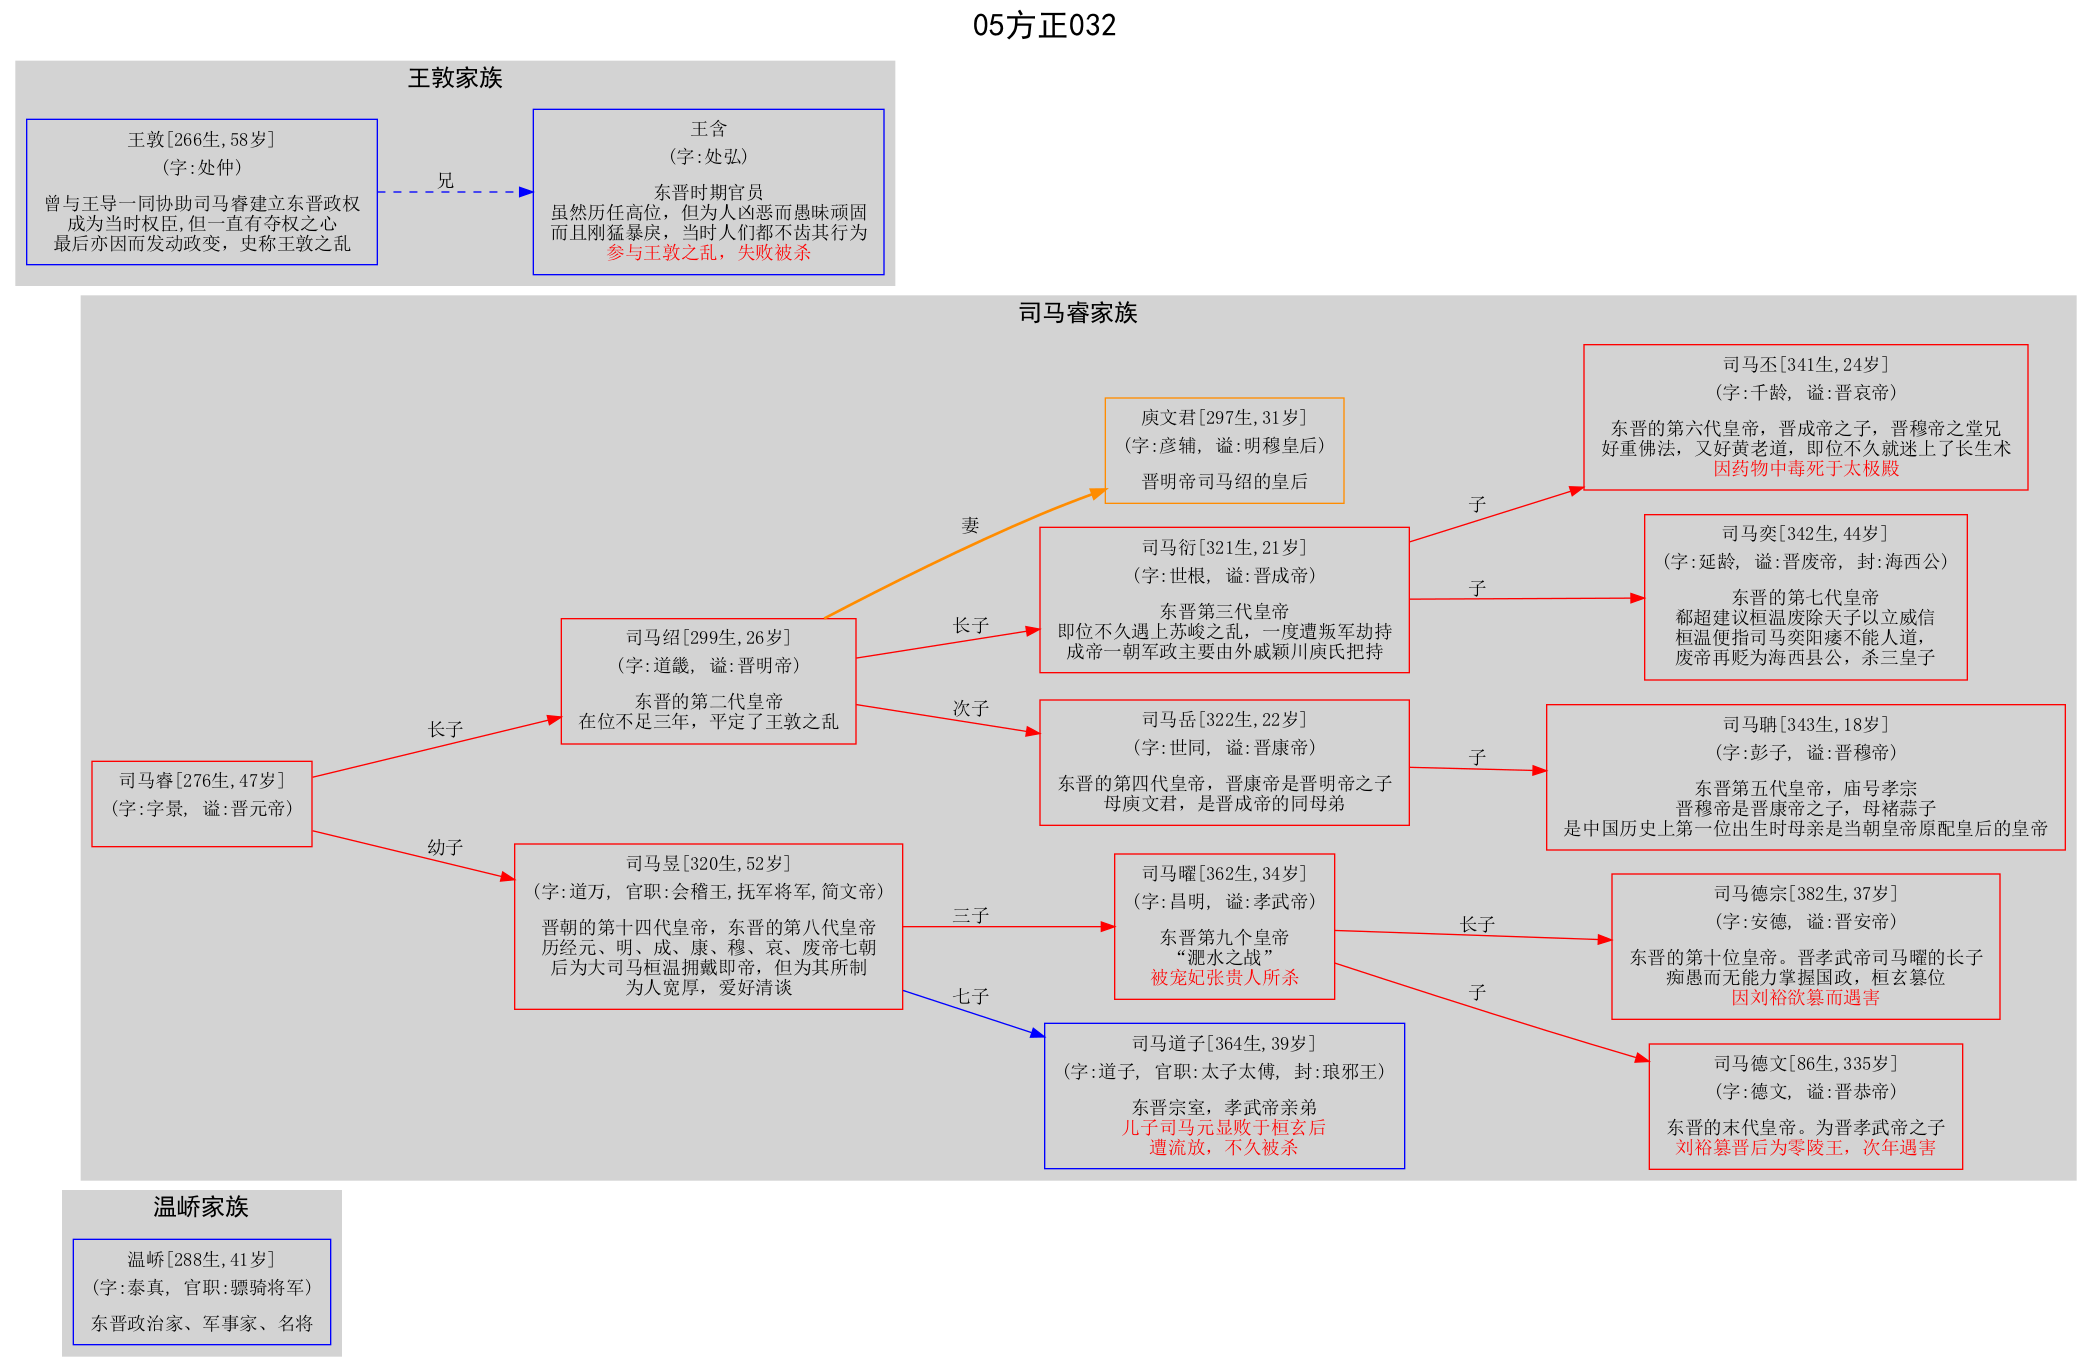 05方正032
王敦家族
王敦[266生,58岁]
(字:处仲)
曾与王导一同协助司马睿建立东晋政权
成为当时权臣,但一直有夺权之心
最后亦因而发动政变，史称王敦之乱
兄
王含
(字:处弘)
东晋时期官员
虽然历任高位，但为人凶恶而愚昧顽固
而且刚猛暴戾，当时人们都不齿其行为
参与王敦之乱，失败被杀
司马睿家族
司马睿[276生,47岁]
(字:字景, 谥:晋元帝)
长子
幼子
司马绍[299生,26岁]
(字:道畿, 谥:晋明帝)
东晋的第二代皇帝
在位不足三年，平定了王敦之乱
司马昱[320生,52岁]
(字:道万, 官职:会稽王,抚军将军,简文帝)
晋朝的第十四代皇帝，东晋的第八代皇帝
历经元、明、成、康、穆、哀、废帝七朝
后为大司马桓温拥戴即帝，但为其所制
为人宽厚，爱好清谈
妻
长子
次子
三子
七子
庾文君[297生,31岁]
(字:彦辅, 谥:明穆皇后)
晋明帝司马绍的皇后
司马衍[321生,21岁]
(字:世根, 谥:晋成帝)
东晋第三代皇帝
即位不久遇上苏峻之乱，一度遭叛军劫持
成帝一朝军政主要由外戚颖川庾氏把持
司马岳[322生,22岁]
(字:世同, 谥:晋康帝)
东晋的第四代皇帝，晋康帝是晋明帝之子
母庾文君，是晋成帝的同母弟
司马曜[362生,34岁]
(字:昌明, 谥:孝武帝)
东晋第九个皇帝
“淝水之战”
被宠妃张贵人所杀
司马道子[364生,39岁]
(字:道子, 官职:太子太傅, 封:琅邪王)
东晋宗室，孝武帝亲弟
儿子司马元显败于桓玄后
遭流放，不久被杀
子
子
子
长子
子
司马丕[341生,24岁]
(字:千龄, 谥:晋哀帝)
东晋的第六代皇帝，晋成帝之子，晋穆帝之堂兄
好重佛法，又好黄老道，即位不久就迷上了长生术
因药物中毒死于太极殿
司马奕[342生,44岁]
(字:延龄, 谥:晋废帝, 封:海西公)
东晋的第七代皇帝
郗超建议桓温废除天子以立威信
桓温便指司马奕阳痿不能人道，
废帝再贬为海西县公，杀三皇子
司马聃[343生,18岁]
(字:彭子, 谥:晋穆帝)
东晋第五代皇帝，庙号孝宗
晋穆帝是晋康帝之子，母褚蒜子
是中国历史上第一位出生时母亲是当朝皇帝原配皇后的皇帝
司马德宗[382生,37岁]
(字:安德, 谥:晋安帝)
东晋的第十位皇帝。晋孝武帝司马曜的长子
痴愚而无能力掌握国政，桓玄篡位
因刘裕欲篡而遇害
司马德文[86生,335岁]
(字:德文, 谥:晋恭帝)
东晋的末代皇帝。为晋孝武帝之子
刘裕篡晋后为零陵王，次年遇害
温峤家族
温峤[288生,41岁]
(字:泰真, 官职:骠骑将军)
东晋政治家、军事家、名将